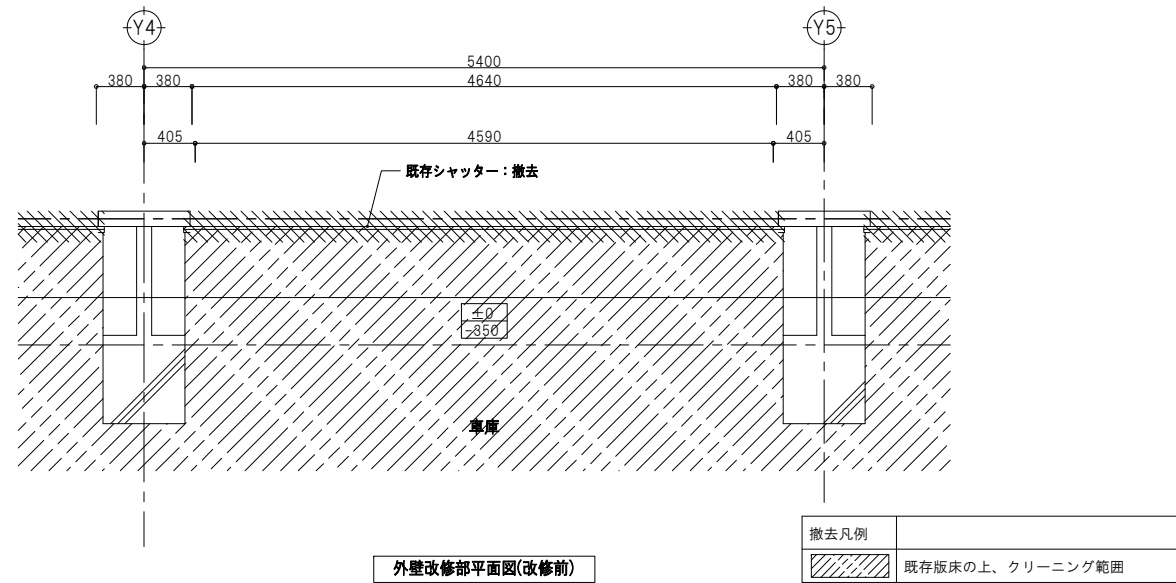 Y4
Y5
5400
380
380
4640
380
380
405
4590
405
既存シャッター：撤去
±0
-350
車庫
外壁改修部平面図(改修前)
撤去凡例
既存版床の上、クリーニング範囲